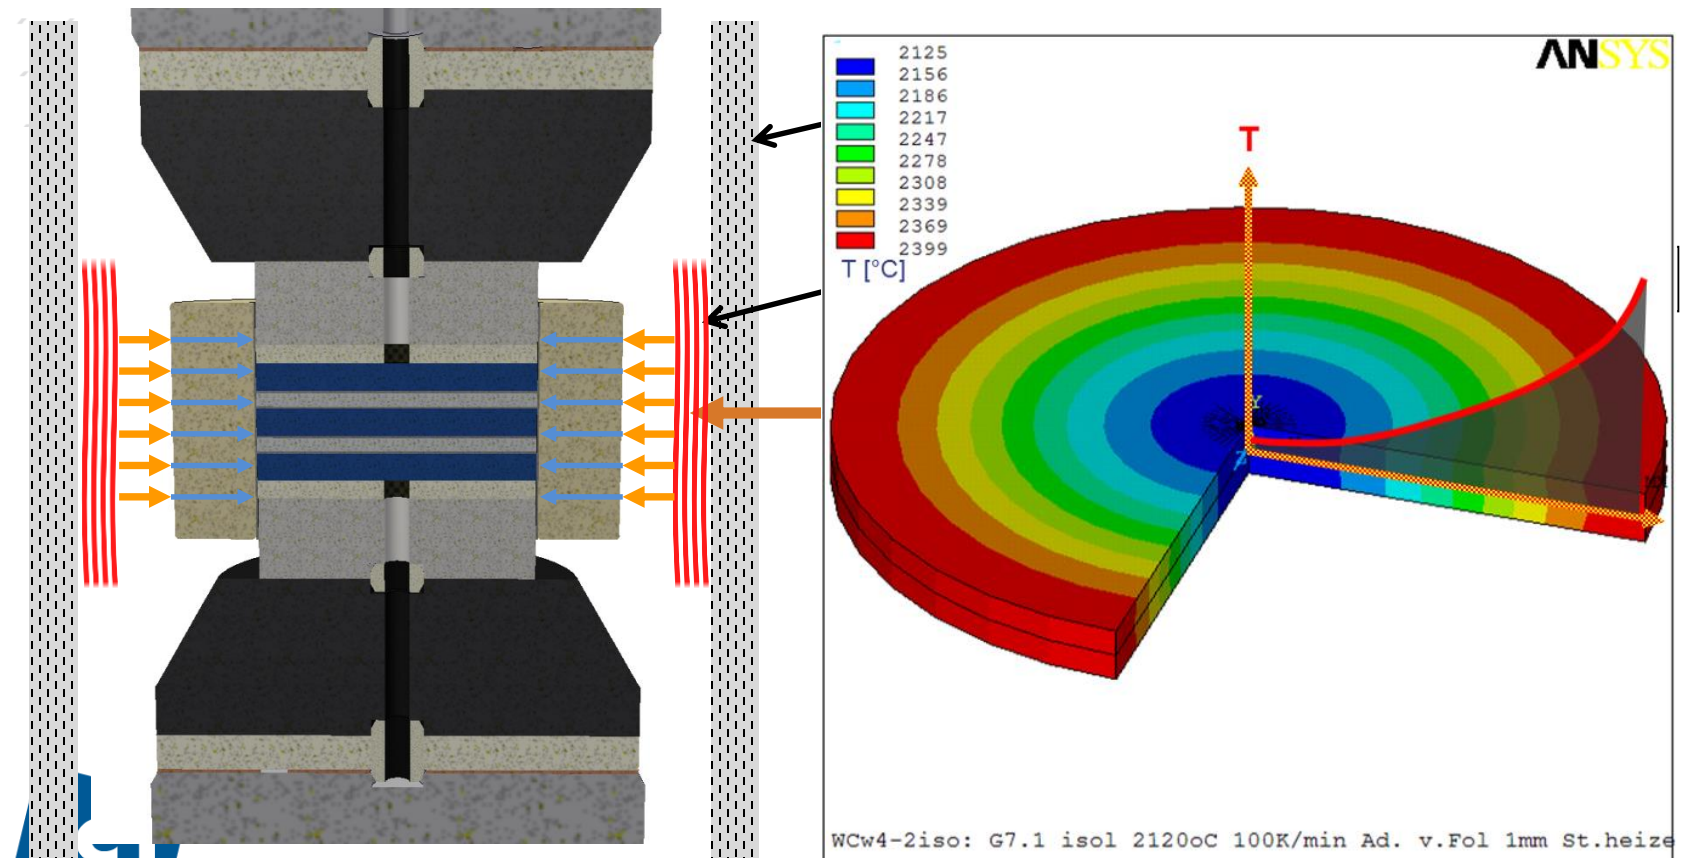 ANSYS
2125
2156
2186
2217
2247
2278
2308
2339
2369
2399
T [°C]
T
Y
Z
WCw4-2iso: G7.1 isol 2120oC 100K/min Ad. v.Fol 1mm St.heize